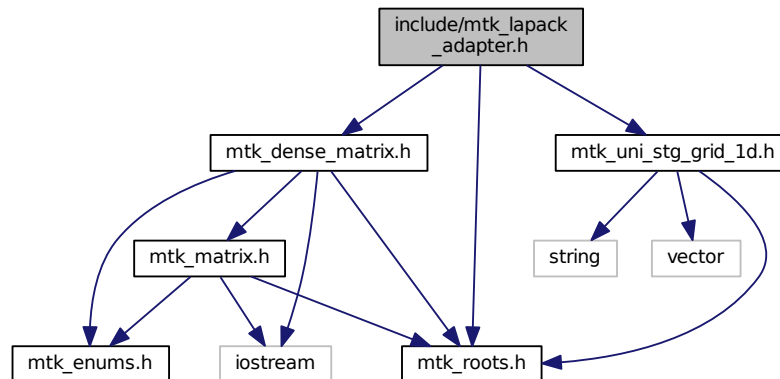 include/mtk_lapack
_adapter.h
mtk_dense_matrix.h
mtk_uni_stg_grid_1d.h
mtk_matrix.h
string
vector
mtk_enums.h
iostream
mtk_roots.h